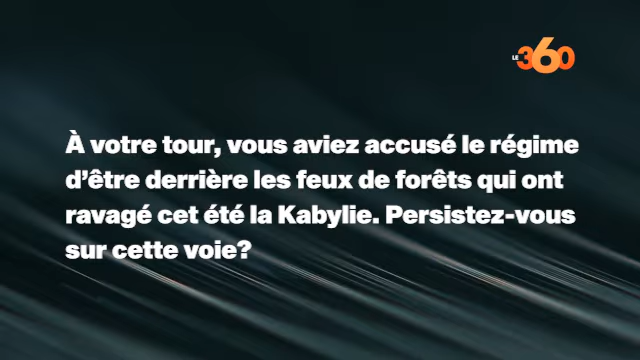 LE 360
À votre tour, vous aviez accusé le régime
d’être derrière les feux de forêts qui ont
ravagé cet été la Kabylie. Persistez-vous
sur cette voie?